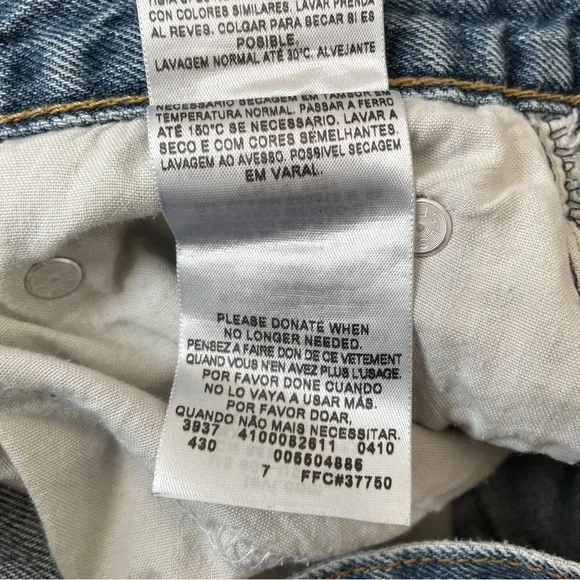 CON COLORES SIMILARES. LAVAR PRENDA
AL REVES. COLGAR PARA SECAR SI ES
POSIBLE.
LAVAGEM NORMAL ATÉ 30°C. ALVEJANTE
NECESSÁRIO SECAGEM EM TAMBOR EM
TEMPERATURA NORMAL. PASSAR A FERRO
ATÉ 150°C SE NECESSÁRIO. LAVAR A
SECO E COM CORES SEMELHANTES.
LAVAGEM AO AVESSO. POSSIVEL SECAGEM
EM VARAL.
PLEASE DONATE WHEN
NO LONGER NEEDED.
PENSEZ A FAIRE DON DE CE VETEMENT
QUAND VOUS N'EN AVEZ PLUS L'USAGE.
POR FAVOR DONE CUANDO
NO LO VAYA A USAR MÁS.
POR FAVOR DOAR,
QUANDO NÃO MAIS NECESSITAR.
3937 4100082611 0410
430 005504886
7 FFC#37750